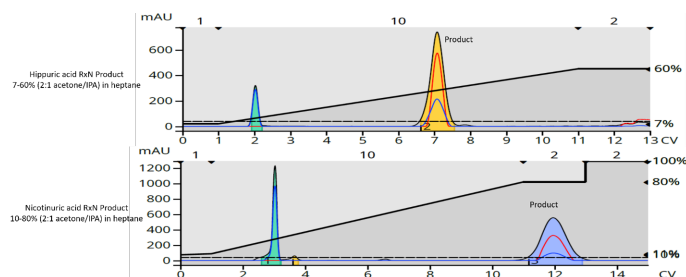 mAU
1 10 2
600
400
200
0
Product
60%
7%
2
0 1 2 3 4 5 6 7 8 9 10 11 12 13 CV
Hippuric acid RxN Product
7-60% (2:1 acetone/IPA) in heptane
mAU
1 10 2 2
1200
1000
800
600
400
200
0
Product
100%
80%
0 2 4 6 8 10 12 CV
Nicotinuric acid RxN Product
10-80% (2:1 acetone/IPA) in heptane